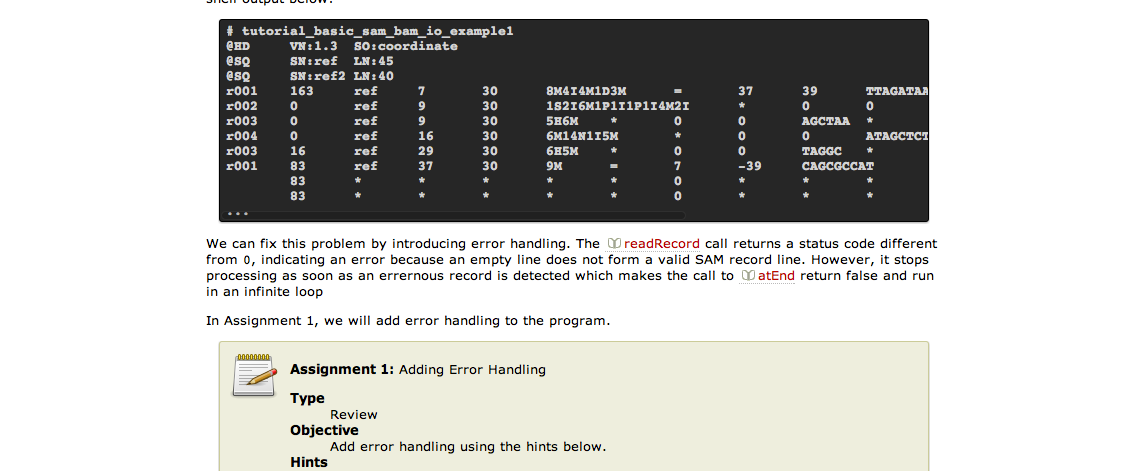 # tutorial_basic_sam_bam_io_example1
@HD VN:1.3 SO:coordinate
@SQ SN:ref LN:45
@SQ SN:ref2 LN:40
r001 163 ref 7 30 8M4I4M1D3M = 37 39 TTAGATAA
r002 0 ref 9 30 1S2I6M1P1I1P1I4M2I * 0 0
r003 0 ref 9 30 5H6M * 0 0 AGCTAA *
r004 0 ref 16 30 6M14N1I5M * 0 0 ATAGCTCT
r003 16 ref 29 30 6H5M * 0 0 TAGGC *
r001 83 ref 37 30 9M = 7 -39 CAGCGCCAT
83 * * * * * 0 * * *
83 * * * * * 0 * * *
...
We can fix this problem by introducing error handling. The readRecord call returns a status code different
from 0, indicating an error because an empty line does not form a valid SAM record line. However, it stops
processing as soon as an errernous record is detected which makes the call to atEnd return false and run
in an infinite loop
In Assignment 1, we will add error handling to the program.
Assignment 1: Adding Error Handling
Type
Review
Objective
Add error handling using the hints below.
Hints